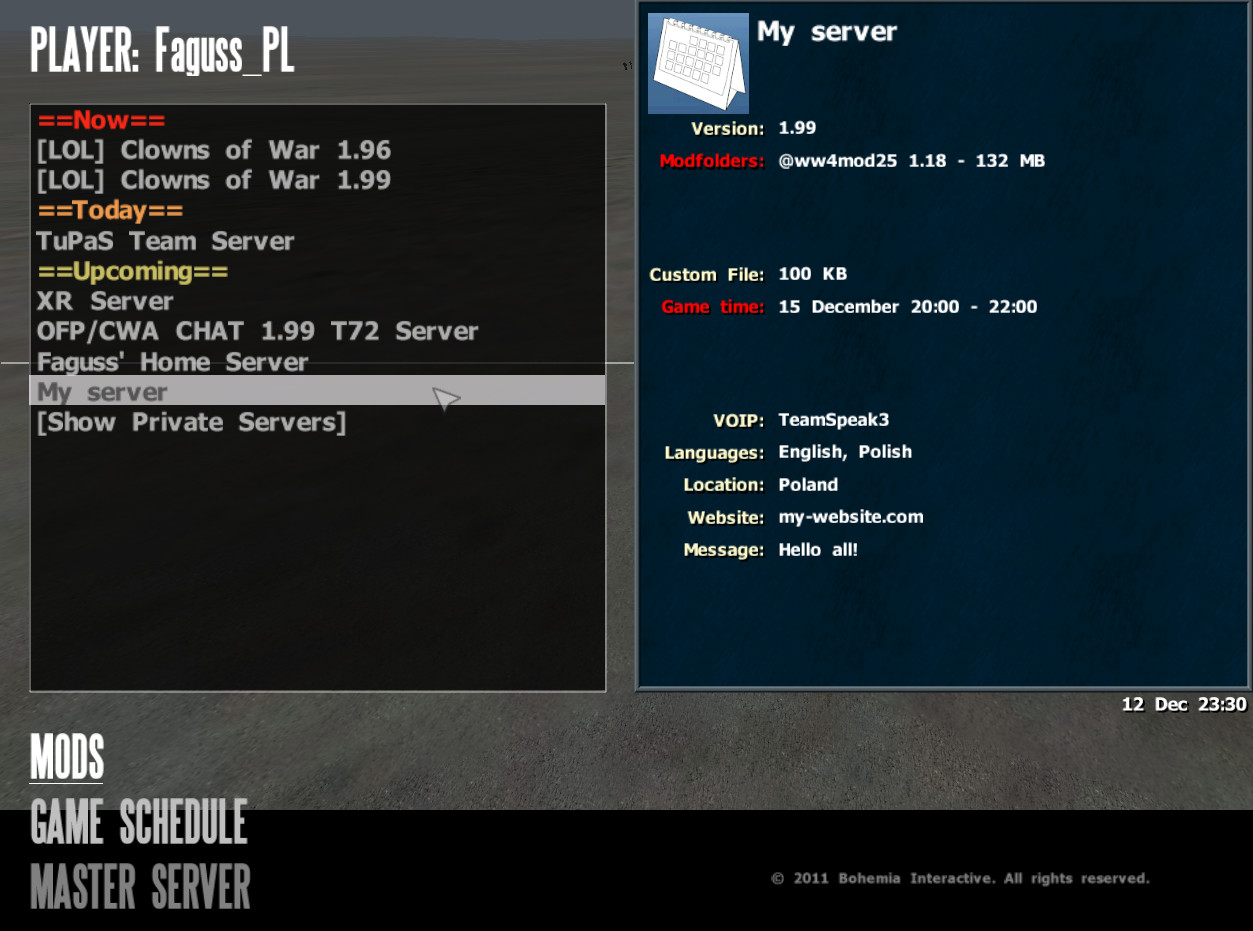 PLAYER: Faguss_PL
==Now==
[LOL] Clowns of War 1.96
[LOL] Clowns of War 1.99
==Today==
TuPaS Team Server
==Upcoming==
XR Server
OFP/CWA CHAT 1.99 T72 Server
Faguss' Home Server
My server
[Show Private Servers]
My server
Version: 1.99
Modfolders: @ww4mod25 1.18 - 132 MB
Custom File: 100 KB
Game time: 15 December 20:00 - 22:00
VOIP: TeamSpeak3
Languages: English, Polish
Location: Poland
Website: my-website.com
Message: Hello all!
12 Dec 23:30
MODS
GAME SCHEDULE
MASTER SERVER
© 2011 Bohemia Interactive. All rights reserved.